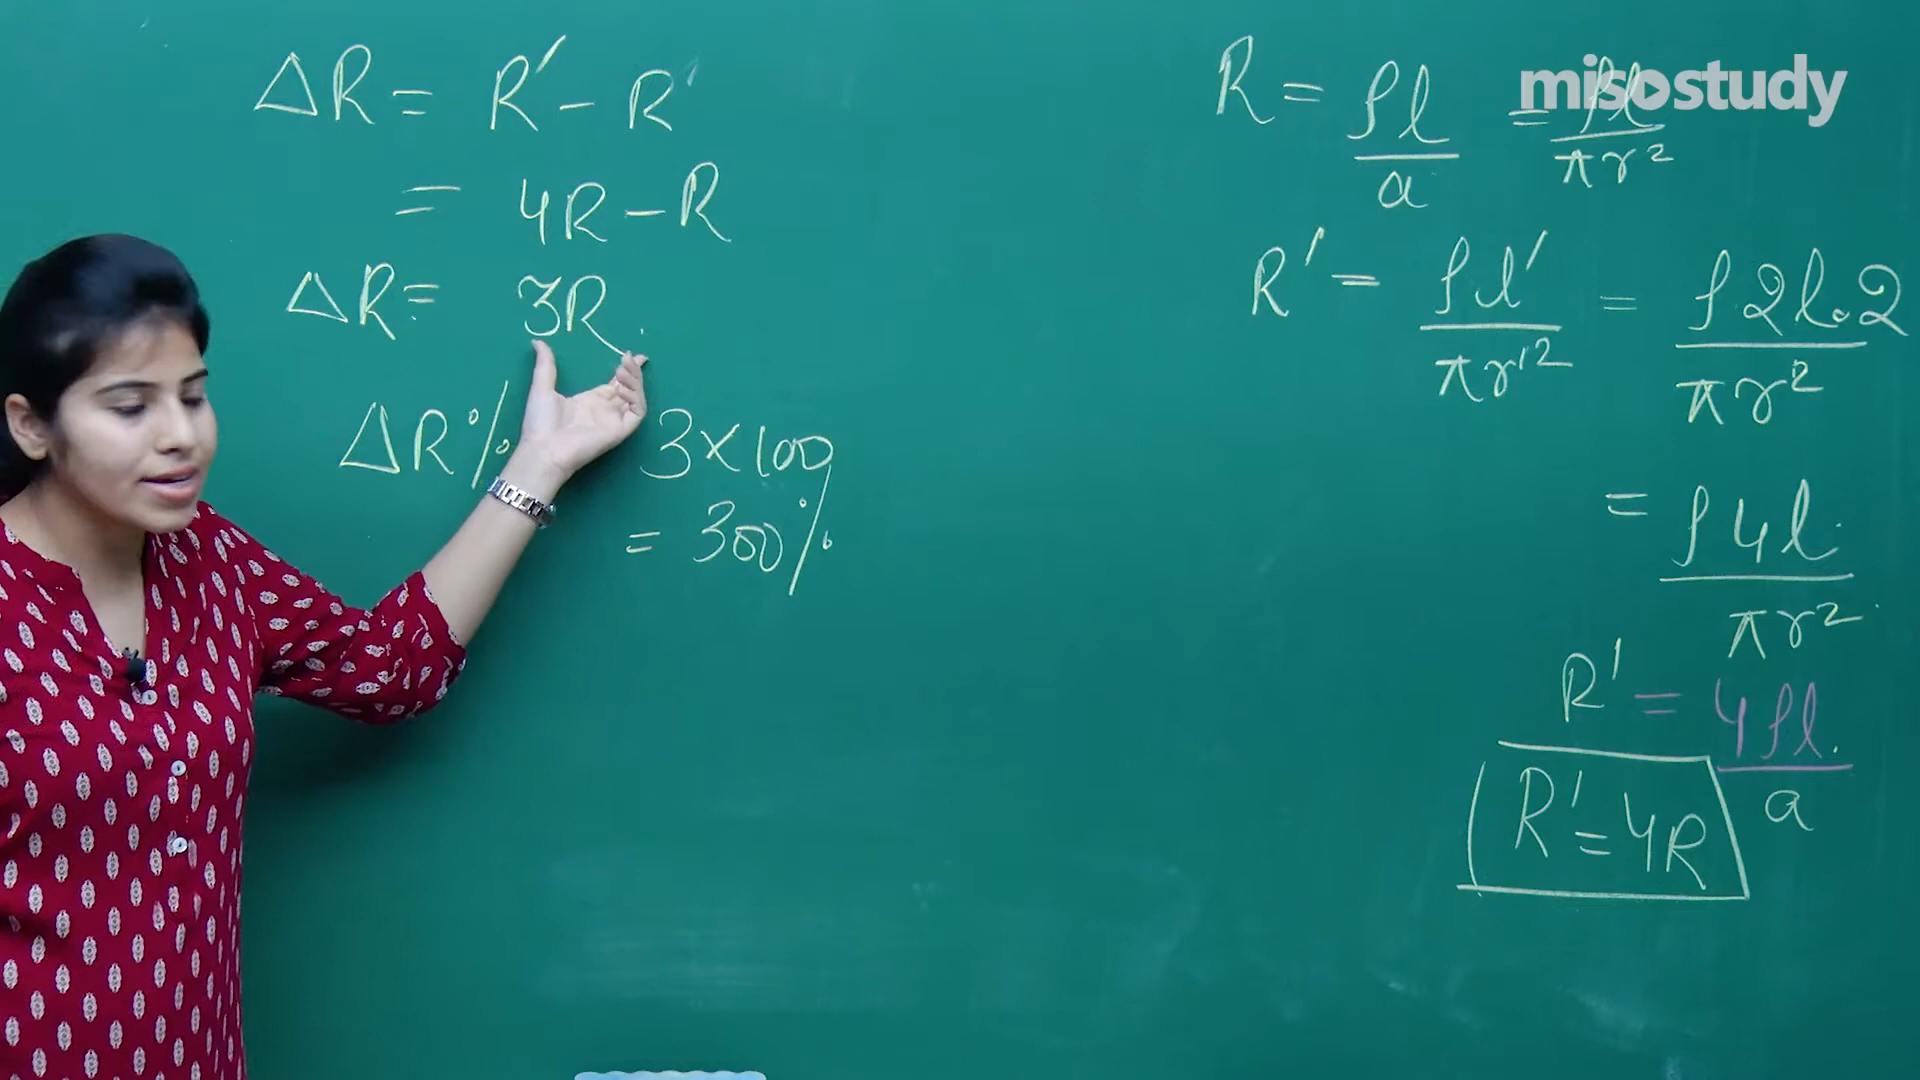 ΔR = R′ − R′
= 4R − R
ΔR = 3R.
ΔR%
3×100
= 300%
misostudy
R = ρl/a = ρl/πr²
R′ = ρl′/πr′² = ρ2l.2/πr²
= ρ4l./πr²
R′ = 4ρl./a
R′ = 4R